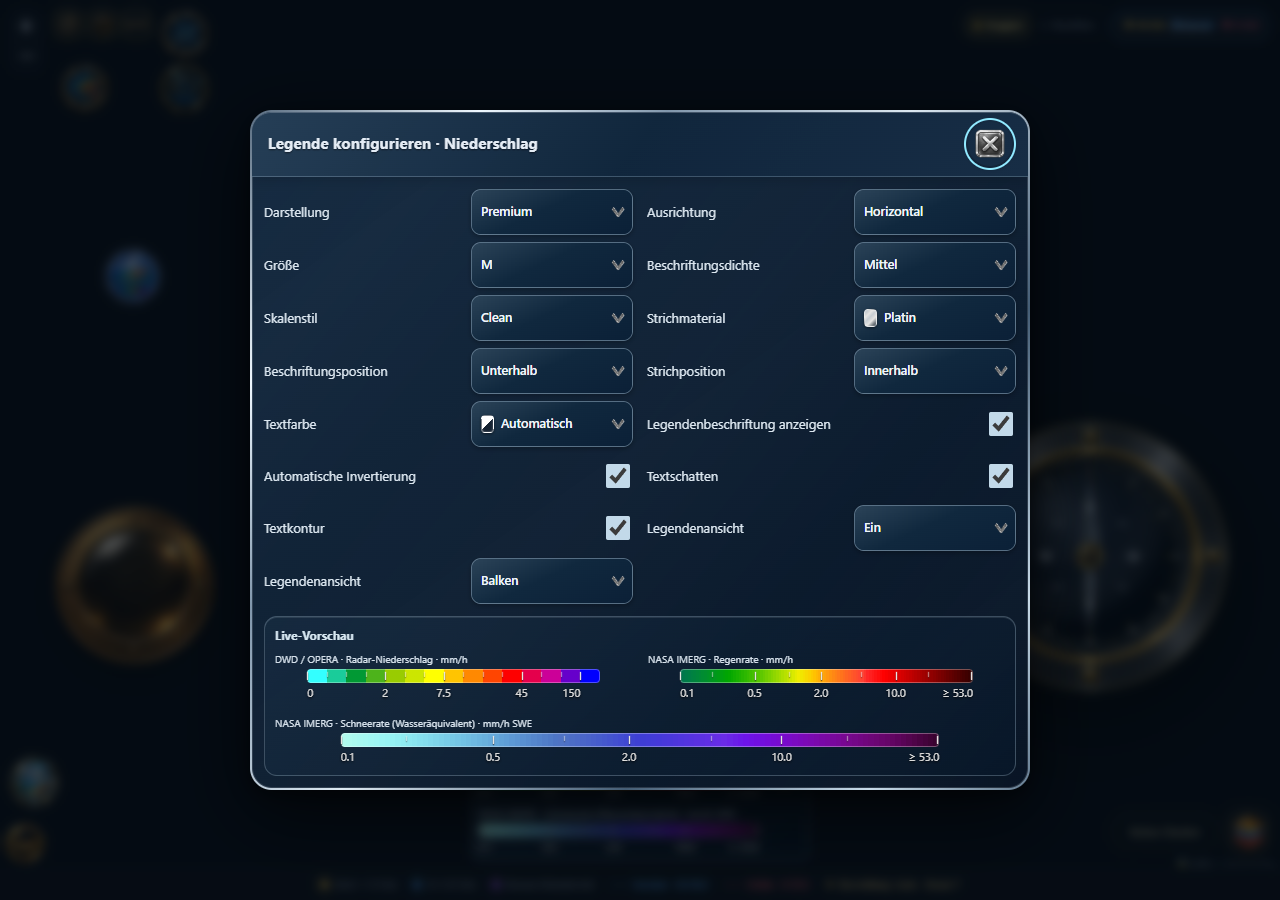 Legende konfigurieren · Niederschlag
Darstellung Premium Ausrichtung Horizontal
Größe M Beschriftungsdichte Mittel
Skalenstil Clean Strichmaterial Platin
Beschriftungsposition Unterhalb Strichposition Innerhalb
Textfarbe Automatisch Legendenbeschriftung anzeigen
Automatische Invertierung Textschatten
Textkontur Legendenansicht Ein
Legendenansicht Balken
Live-Vorschau
DWD / OPERA · Radar-Niederschlag · mm/h NASA IMERG · Regenrate · mm/h
0 2 7.5 45 150 0.1 0.5 2.0 10.0 ≥ 53.0
NASA IMERG · Schneerate (Wasseräquivalent) · mm/h SWE
0.1 0.5 2.0 10.0 ≥ 53.0